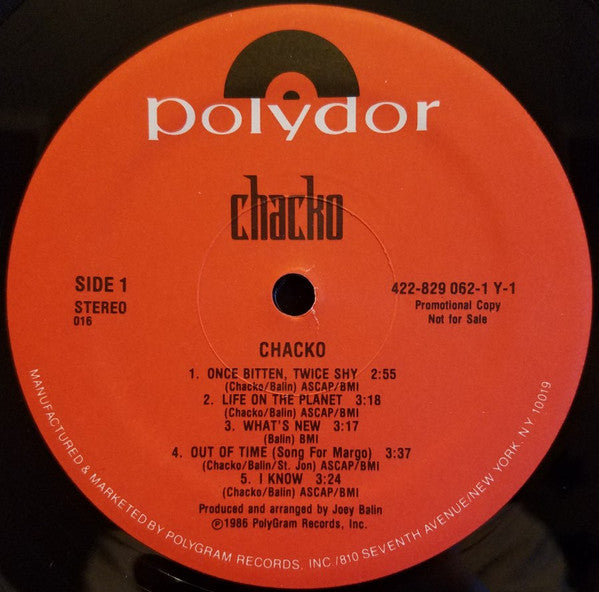 polydor
chacko
SIDE 1
STEREO
016
422-829 062-1 Y-1
Promotional Copy
Not for Sale
CHACKO
1. ONCE BITTEN, TWICE SHY 2:55
(Chacko/Balin) ASCAP/BMI
2. LIFE ON THE PLANET 3:18
(Chacko/Balin) ASCAP/BMI
3. WHAT'S NEW 3:17
(Balin) BMI
4. OUT OF TIME (Song For Margo) 3:37
(Chacko/Balin/St. Jon) ASCAP/BMI
5. I KNOW 3:24
(Chacko/Balin) ASCAP/BMI
Produced and arranged by Joey Balin
Ⓟ1986 PolyGram Records, Inc.
MANUFACTURED & MARKETED BY POLYGRAM RECORDS, INC./810 SEVENTH AVENUE/NEW YORK, N.Y. 10019